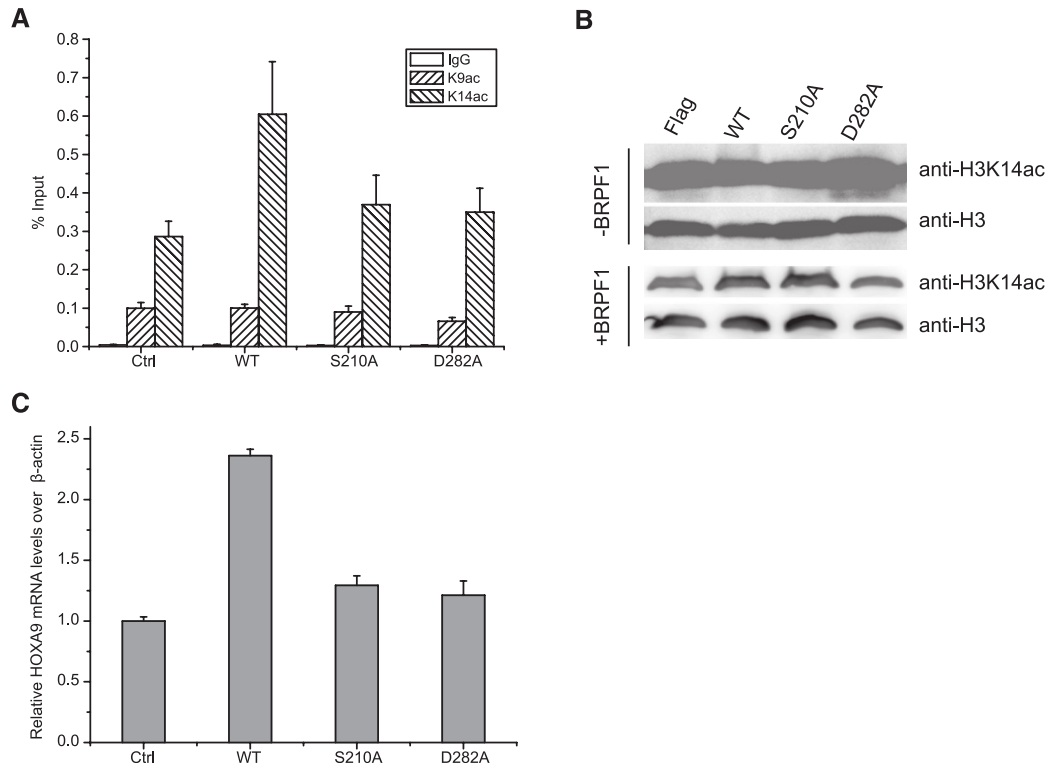 A
0.8
0.7
0.6
0.5
0.4
0.3
0.2
0.1
0.0
% Input
IgG
K9ac
K14ac
Ctrl WT S210A D282A
B
Flag WT S210A D282A
-BRPF1
anti-H3K14ac
anti-H3
+BRPF1
anti-H3K14ac
anti-H3
C
Relative HOXA9 mRNA levels over β-actin
2.5
2.0
1.5
1.0
0.5
0.0
Ctrl WT S210A D282A